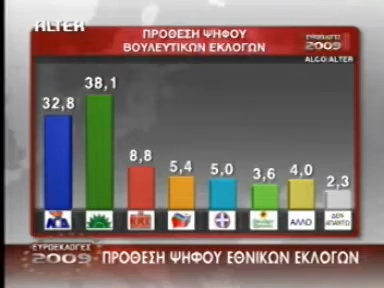 ALTER
ΠΡΟΘΕΣΗ ΨΗΦΟΥ
ΒΟΥΛΕΥΤΙΚΩΝ ΕΚΛΟΓΩΝ
ΕΥΡΩΕΚΛΟΓΕΣ
2009
ALCO/ALTER
32,8
38,1
8,8
5,4
5,0
3,6
4,0
2,3
ΚΚΕ
ΑΛΛΟ
ΔΕΝ
ΑΠΑΝΤΩ
ΕΥΡΩΕΚΛΟΓΕΣ
2009
ΠΡΟΘΕΣΗ ΨΗΦΟΥ ΕΘΝΙΚΩΝ ΕΚΛΟΓΩΝ